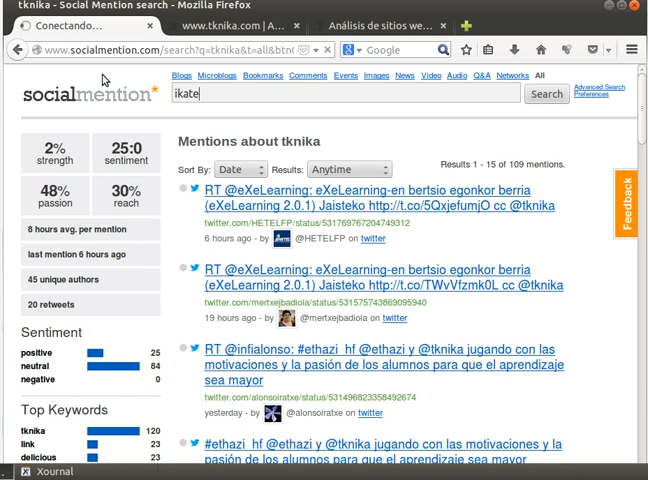 tknika - Social Mention search - Mozilla Firefox
Conectando...
www.tknika.com | A...
Análisis de sitios we...
www.socialmention.com/search?q=tknika&t=all&btn
Google
Blogs Microblogs Bookmarks Comments Events Images News Video Audio Q&A Networks All
socialmention*
ikate
Search
Advanced Search
Preferences
2%
strength
25:0
sentiment
48%
passion
30%
reach
8 hours avg. per mention
last mention 6 hours ago
45 unique authors
20 retweets
Sentiment
positive 25
neutral 84
negative 0
Top Keywords
tknika 120
link 23
delicious 23
Mentions about tknika
Sort By: Date Results: Anytime
Results 1 - 15 of 109 mentions.
RT @eXeLearning: eXeLearning-en bertsio egonkor berria
(eXeLearning 2.0.1) Jaisteko http://t.co/5QxjefumjO cc @tknika
twitter.com/HETELFP/status/531769767204749312
6 hours ago - by @HETELFP on twitter
RT @eXeLearning: eXeLearning-en bertsio egonkor berria
(eXeLearning 2.0.1) Jaisteko http://t.co/TWvVfzmk0L cc @tknika
twitter.com/mertxejbadiola/status/531575743869095940
19 hours ago - by @mertxejbadiola on twitter
RT @infialonso: #ethazi_hf @ethazi y @tknika jugando con las
motivaciones y la pasión de los alumnos para que el aprendizaje
sea mayor
twitter.com/alonsoiratxe/status/531496823358492674
yesterday - by @alonsoiratxe on twitter
#ethazi_hf @ethazi y @tknika jugando con las motivaciones y la
pasión de los alumnos para que el aprendizaje sea mayor
Feedback
Xournal